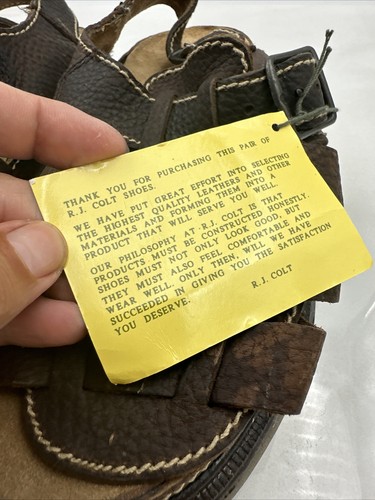 THANK YOU FOR PURCHASING THIS PAIR OF
R.J. COLT SHOES.
WE HAVE PUT GREAT EFFORT INTO SELECTING
THE HIGHEST QUALITY LEATHERS AND OTHER
MATERIALS AND FORMING THEM INTO A
PRODUCT THAT WILL SERVE YOU WELL.
OUR PHILOSOPHY AT R.J. COLT IS THAT
PRODUCTS MUST BE CONSTRUCTED HONESTLY.
SHOES MUST NOT ONLY LOOK GOOD, BUT
THEY MUST ALSO FEEL COMFORTABLE AND
WEAR WELL. ONLY THEN, WILL WE HAVE
SUCCEEDED IN GIVING YOU THE SATISFACTION
YOU DESERVE.
R.J. COLT